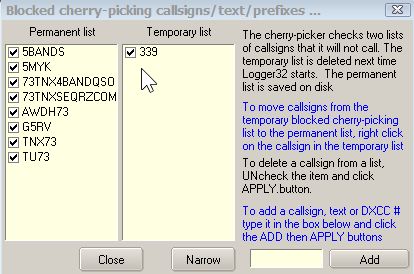 Blocked cherry-picking callsigns/text/prefixes ...
Permanent list
Temporary list
5BANDS
5MYK
73TNX4BANDQSO
73TNXSEQRZCOM
AWDH73
G5RV
TNX73
TU73
339
The cherry-picker checks two lists
of callsigns that it will not call. The
temporary list is deleted next time
Logger32 starts. The permanent
list is saved on disk
To move callsigns from the
temporary blocked cherry-picking
list to the permanent list, right click
on the callsign in the temporary list
To delete a callsign from a list,
UNcheck the item and click
APPLY.button.
To add a callsign, text or DXCC #
type it in the box below and click
the ADD then APPLY buttons
Close
Narrow
Add